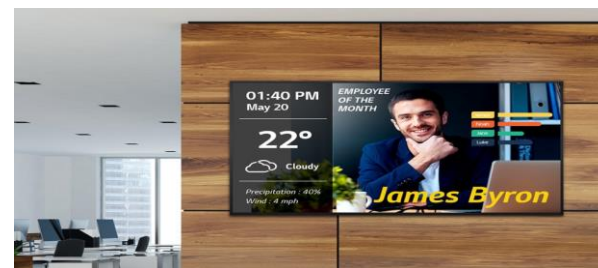 01:40 PM
May 20
22°
Cloudy
Precipitation : 40%
Wind : 4 mph
EMPLOYEE
OF THE
MONTH
James Byron